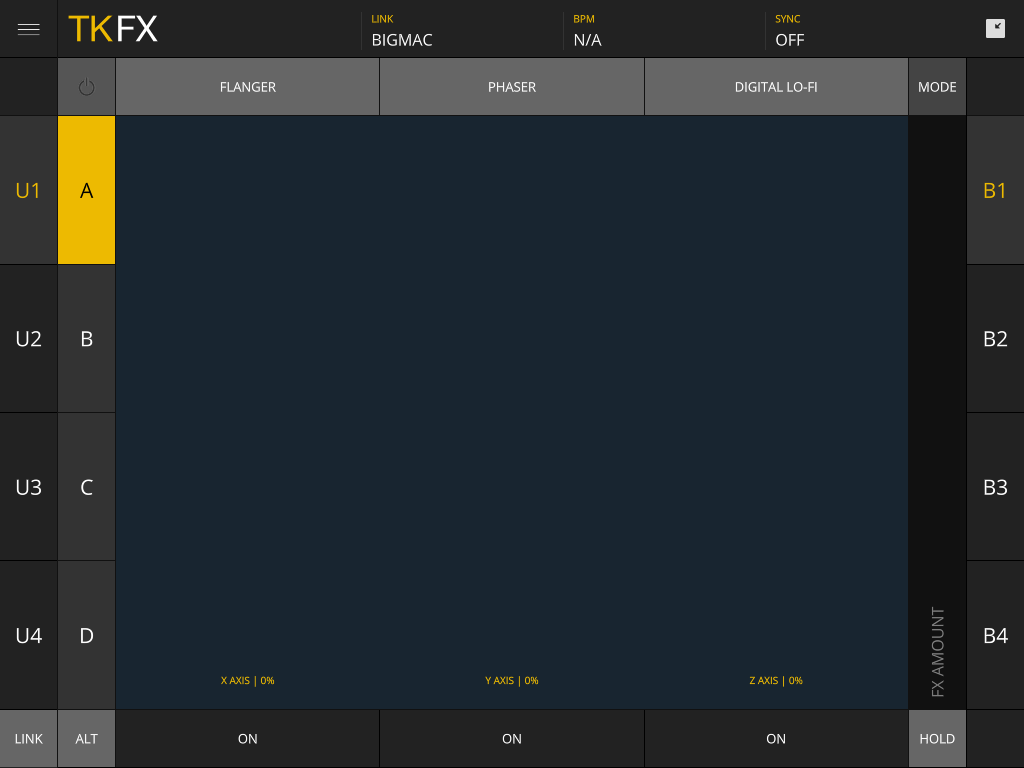 TKFX
LINK
BIGMAC
BPM
N/A
SYNC
OFF
FLANGER
PHASER
DIGITAL LO-FI
MODE
U1
A
B1
U2
B
B2
U3
C
B3
U4
D
B4
X AXIS | 0%
Y AXIS | 0%
Z AXIS | 0%
FX AMOUNT
LINK
ALT
ON
ON
ON
HOLD